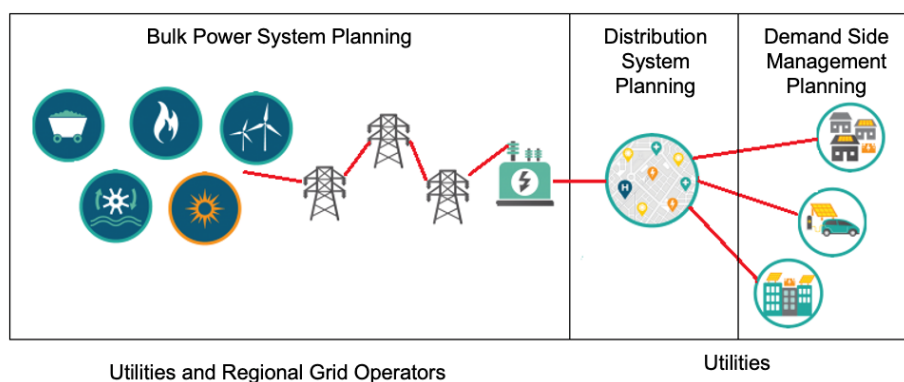 Bulk Power System Planning
Distribution
System
Planning
Demand Side
Management
Planning
H
Utilities and Regional Grid Operators
Utilities